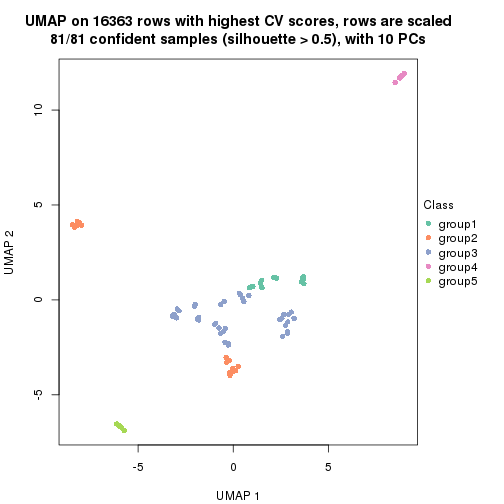 UMAP on 16363 rows with highest CV scores, rows are scaled
81/81 confident samples (silhouette > 0.5), with 10 PCs
10
5
0
-5
UMAP 2
-5 0 5
UMAP 1
Class
group1
group2
group3
group4
group5